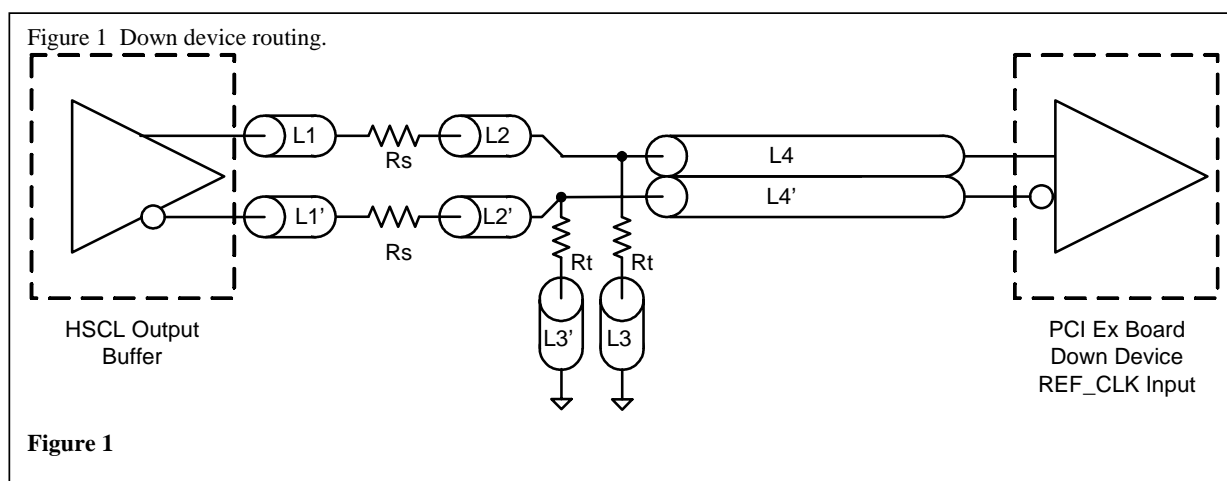 Figure 1  Down device routing.
L1
Rs
L2
L4
L1’
Rs
L2’
L4’
Rt
Rt
L3’
L3
HSCL Output
Buffer
PCI Ex Board
Down Device
REF_CLK Input
Figure 1